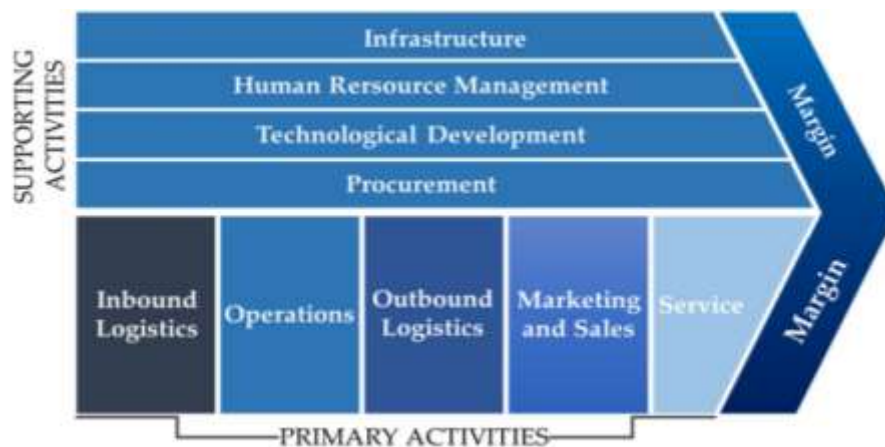 SUPPORTING
ACTIVITIES
Infrastructure
Human Rersource Management
Technological Development
Procurement
Margin
Margin
Inbound
Logistics
Operations
Outbound
Logistics
Marketing
and Sales
Service
PRIMARY ACTIVITIES